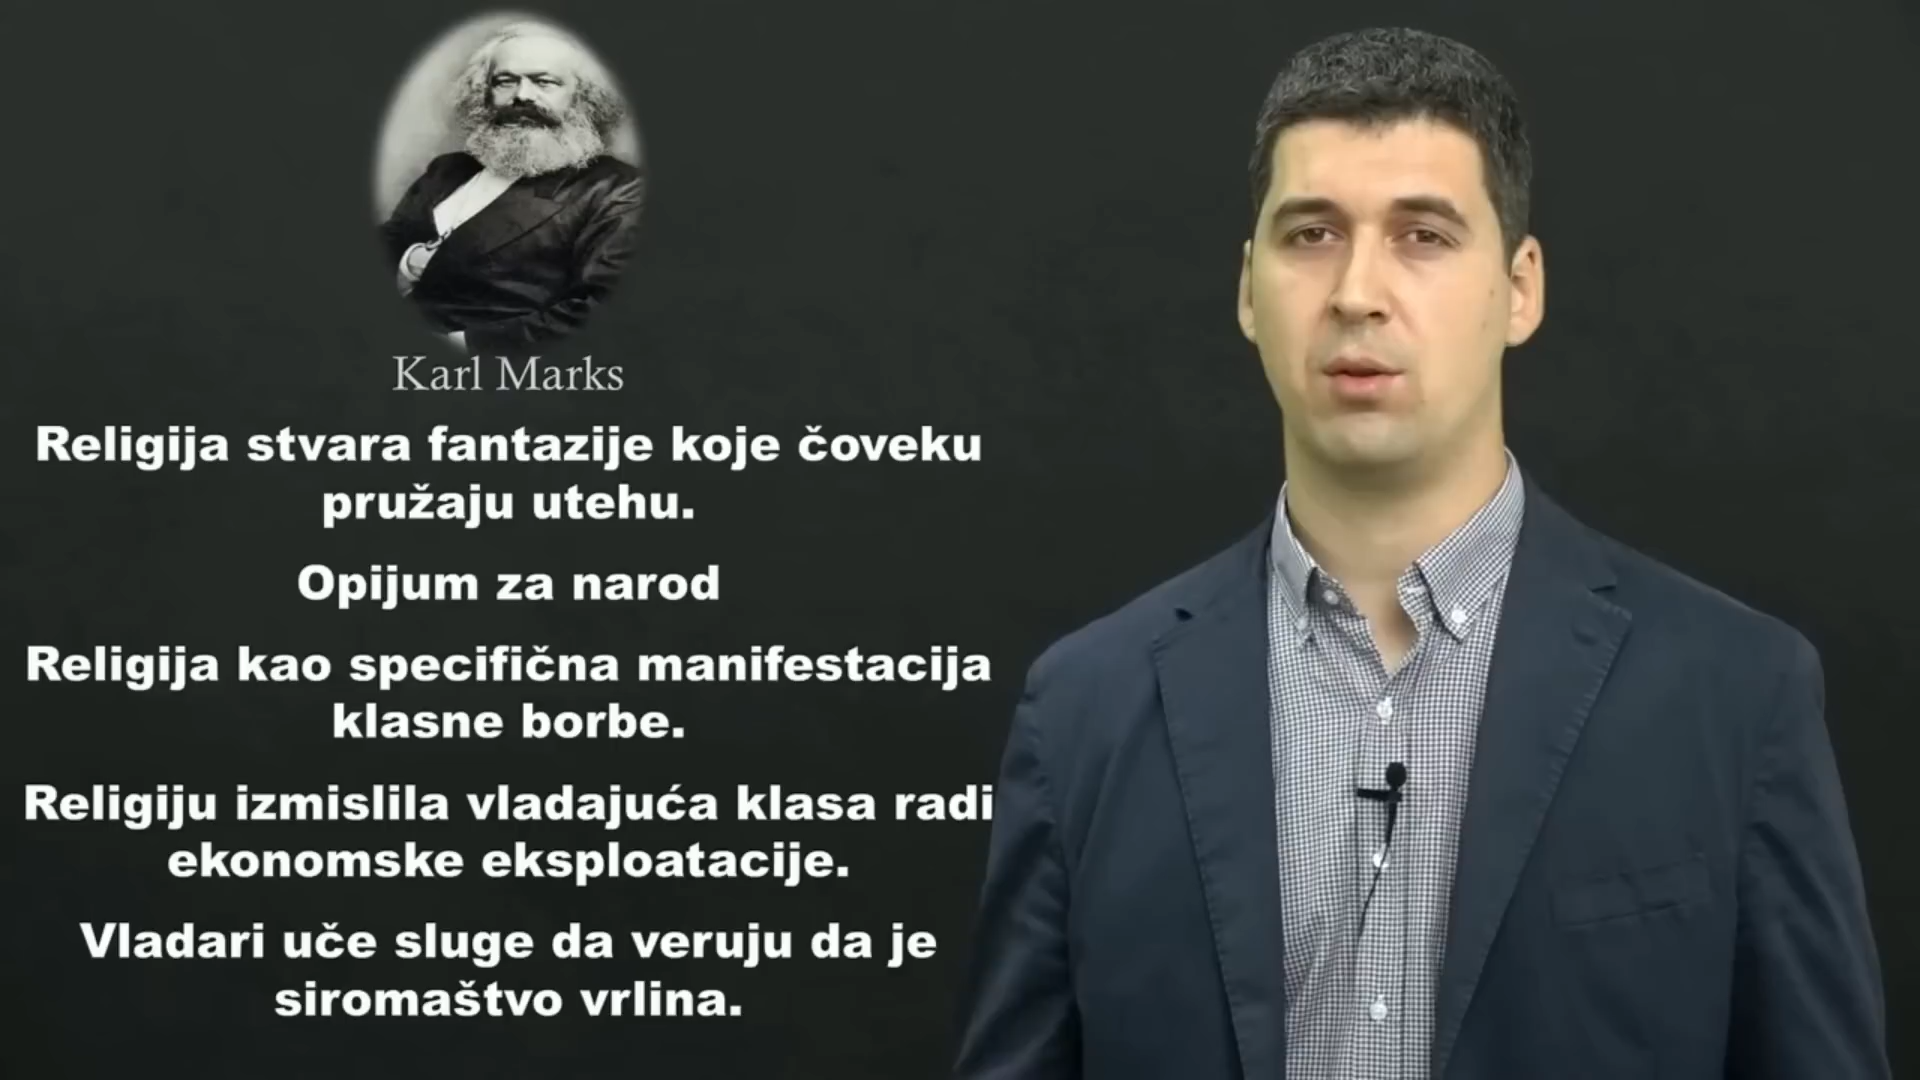 Karl Marks
Religija stvara fantazije koje čoveku
pružaju utehu.
Opijum za narod
Religija kao specifična manifestacija
klasne borbe.
Religiju izmislila vladajuća klasa radi
ekonomske eksploatacije.
Vladari uče sluge da veruju da je
siromaštvo vrlina.